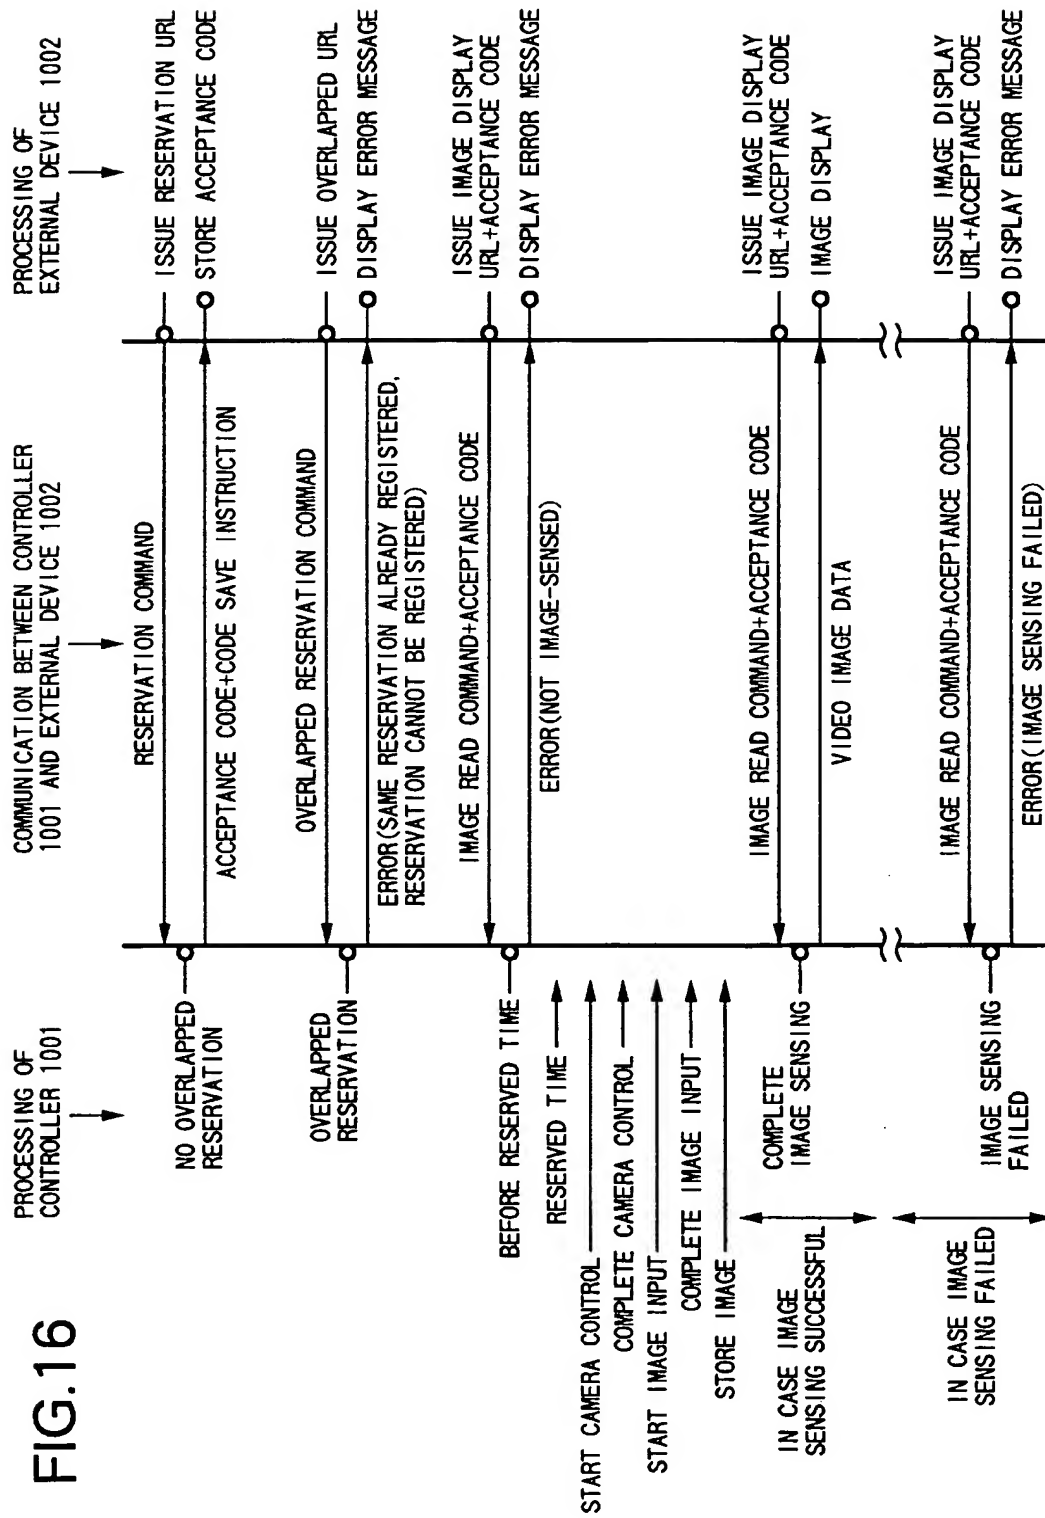 FIG.16
PROCESSING OF
CONTROLLER 1001
COMMUNICATION BETWEEN CONTROLLER
1001 AND EXTERNAL DEVICE 1002
PROCESSING OF
EXTERNAL DEVICE 1002
NO OVERLAPPED
RESERVATION
RESERVATION COMMAND
ISSUE RESERVATION URL
ACCEPTANCE CODE+CODE SAVE INSTRUCTION
STORE ACCEPTANCE CODE
OVERLAPPED
RESERVATION
OVERLAPPED RESERVATION COMMAND
ISSUE OVERLAPPED URL
ERROR(SAME RESERVATION ALREADY REGISTERED,
RESERVATION CANNOT BE REGISTERED)
DISPLAY ERROR MESSAGE
BEFORE RESERVED TIME
IMAGE READ COMMAND+ACCEPTANCE CODE
ISSUE IMAGE DISPLAY
URL+ACCEPTANCE CODE
ERROR(NOT IMAGE-SENSED)
DISPLAY ERROR MESSAGE
RESERVED TIME
START CAMERA CONTROL
COMPLETE CAMERA CONTROL
START IMAGE INPUT
COMPLETE IMAGE INPUT
STORE IMAGE
IN CASE IMAGE
SENSING SUCCESSFUL
COMPLETE
IMAGE SENSING
IMAGE READ COMMAND+ACCEPTANCE CODE
ISSUE IMAGE DISPLAY
URL+ACCEPTANCE CODE
VIDEO IMAGE DATA
IMAGE DISPLAY
IN CASE IMAGE
SENSING FAILED
IMAGE SENSING
FAILED
IMAGE READ COMMAND+ACCEPTANCE CODE
ISSUE IMAGE DISPLAY
URL+ACCEPTANCE CODE
ERROR(IMAGE SENSING FAILED)
DISPLAY ERROR MESSAGE